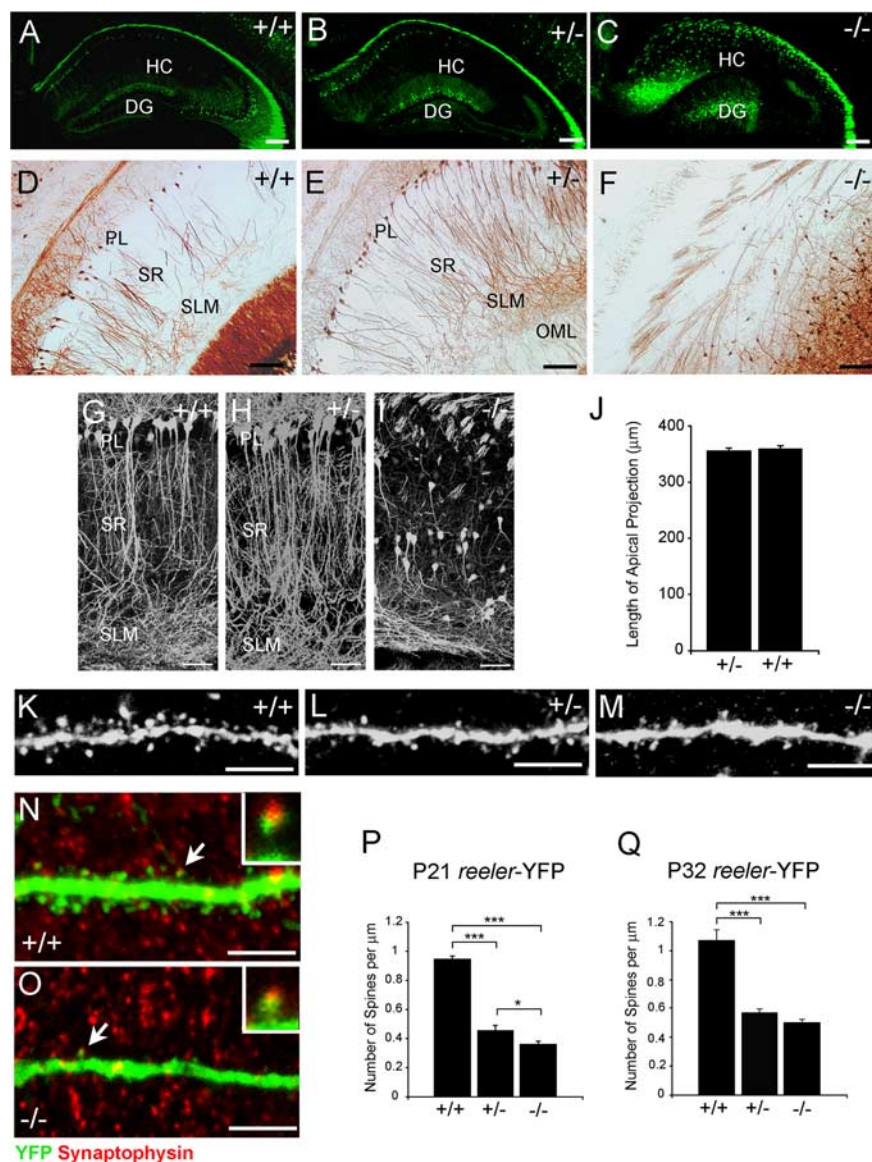 A
+/+
HC
DG
B
+/-
HC
DG
C
-/-
HC
DG
D
+/+
PL
SR
SLM
E
+/-
PL
SR
SLM
OML
F
-/-
G
+/+
PL
SR
SLM
H
+/-
PL
SR
SLM
I
-/-
J
Length of Apical Projection (µm)
400
300
200
100
0
+/-
+/+
K
+/+
L
+/-
M
-/-
N
+/+
O
-/-
YFP Synaptophysin
P
P21 reeler-YFP
Number of Spines per µm
1.2
1
0.8
0.6
0.4
0.2
0
***
***
*
+/+
+/-
-/-
Q
P32 reeler-YFP
Number of Spines per µm
1.2
1
0.8
0.6
0.4
0.2
0
***
***
+/+
+/-
-/-